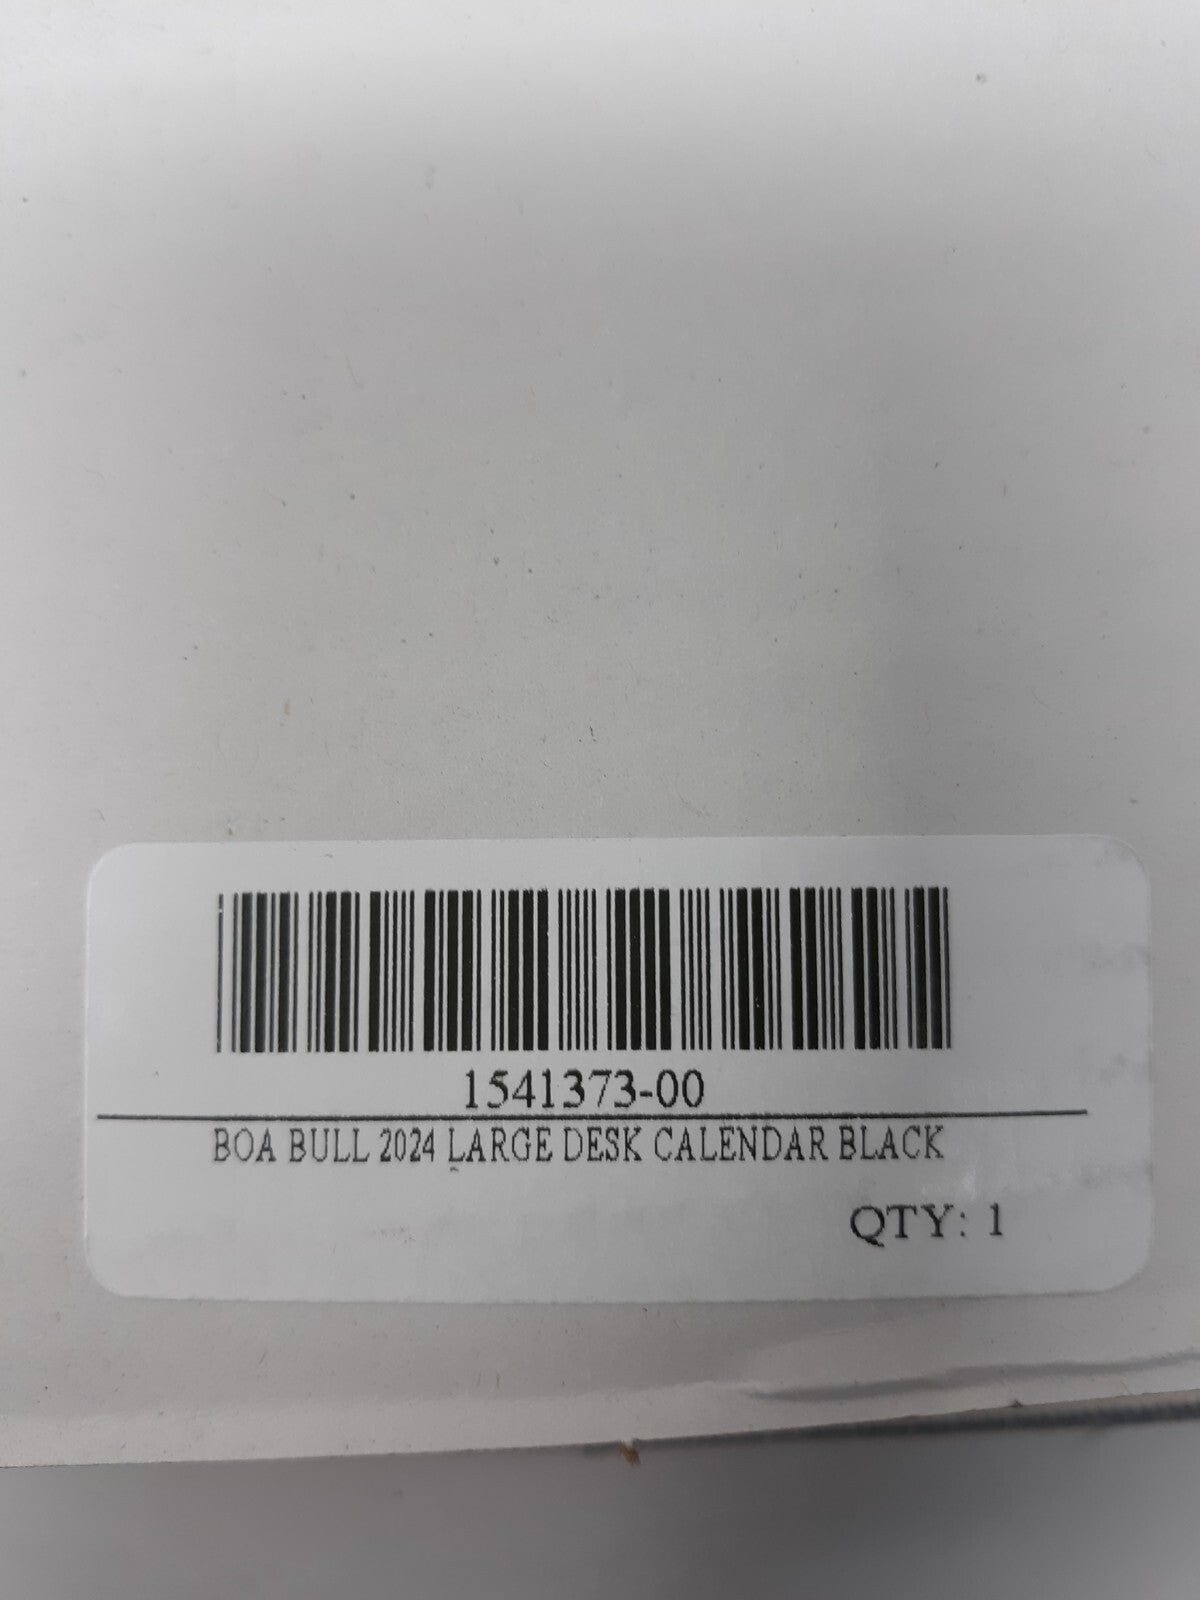 1541373-00
BOA BULL 2024 LARGE DESK CALENDAR BLACK
QTY: 1